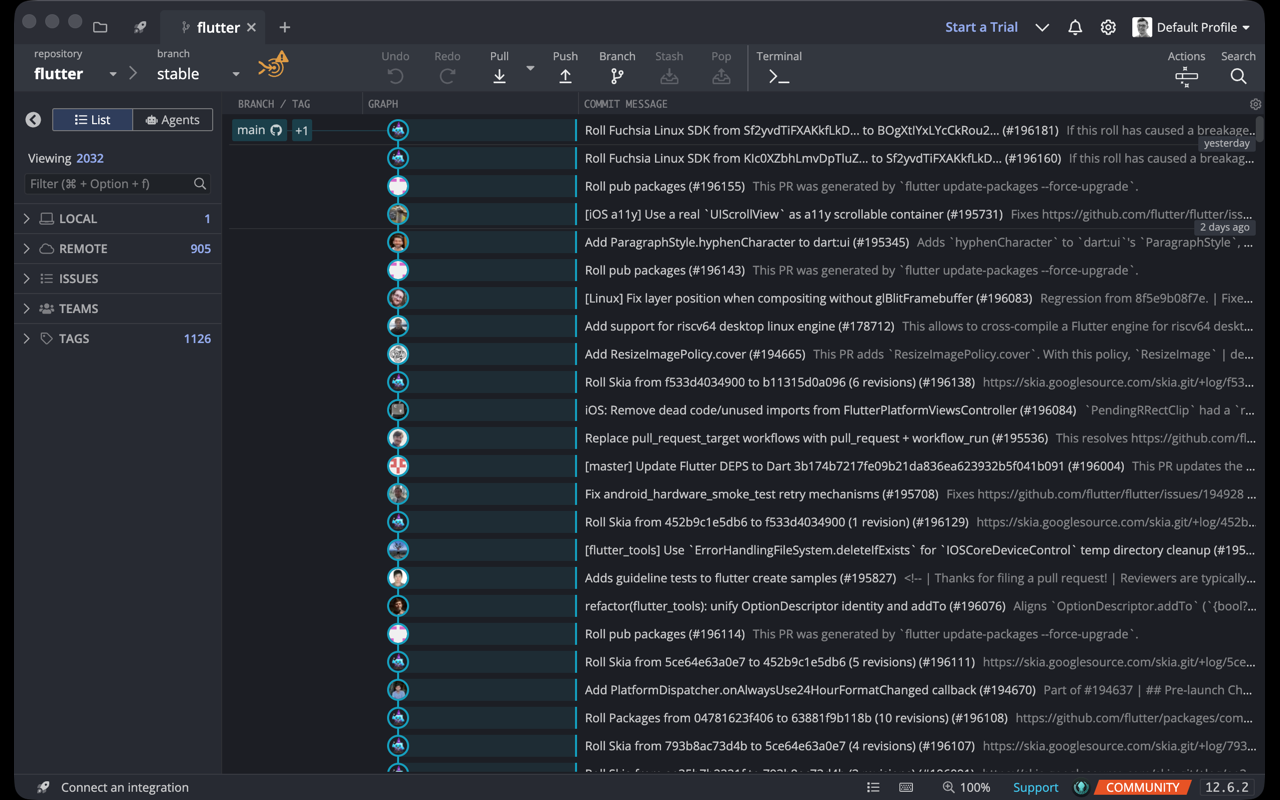 flutter
Start a Trial
Default Profile
repository
flutter
branch
stable
Undo
Redo
Pull
Push
Branch
Stash
Pop
Terminal
Actions
Search
List
Agents
Viewing 2032
Filter (⌘ + Option + f)
LOCAL 1
REMOTE 905
ISSUES
TEAMS
TAGS 1126
BRANCH / TAG GRAPH COMMIT MESSAGE
main +1 Roll Fuchsia Linux SDK from Sf2yvdTiFXAKkfLkD... to BOgXtIYxLYcCkRou2... (#196181) If this roll has caused a breakage...
yesterday
Roll Fuchsia Linux SDK from KIc0XZbhLmvDpTluZ... to Sf2yvdTiFXAKkfLkD... (#196160) If this roll has caused a breakag...
Roll pub packages (#196155) This PR was generated by `flutter update-packages --force-upgrade`.
[iOS a11y] Use a real `UIScrollView` as a11y scrollable container (#195731) Fixes https://github.com/flutter/flutter/iss...
2 days ago
Add ParagraphStyle.hyphenCharacter to dart:ui (#195345) Adds `hyphenCharacter` to `dart:ui`'s `ParagraphStyle`, ...
Roll pub packages (#196143) This PR was generated by `flutter update-packages --force-upgrade`.
[Linux] Fix layer position when compositing without glBlitFramebuffer (#196083) Regression from 8f5e9b08f7e. | Fixe...
Add support for riscv64 desktop linux engine (#178712) This allows to cross-compile a Flutter engine for riscv64 deskt...
Add ResizeImagePolicy.cover (#194665) This PR adds `ResizeImagePolicy.cover`. With this policy, `ResizeImage` | de...
Roll Skia from f533d4034900 to b11315d0a096 (6 revisions) (#196138) https://skia.googlesource.com/skia.git/+log/f53...
iOS: Remove dead code/unused imports from FlutterPlatformViewsController (#196084) `PendingRRectClip` had a `r...
Replace pull_request_target workflows with pull_request + workflow_run (#195536) This resolves https://github.com/fl...
[master] Update Flutter DEPS to Dart 3b174b7217fe09b21da836ea623932b5f041b091 (#196004) This PR updates the ...
Fix android_hardware_smoke_test retry mechanisms (#195708) Fixes https://github.com/flutter/flutter/issues/194928 ...
Roll Skia from 452b9c1e5db6 to f533d4034900 (1 revision) (#196129) https://skia.googlesource.com/skia.git/+log/452b...
[flutter_tools] Use `ErrorHandlingFileSystem.deleteIfExists` for `IOSCoreDeviceControl` temp directory cleanup (#195...
Adds guideline tests to flutter create samples (#195827) <!-- | Thanks for filing a pull request! | Reviewers are typically...
refactor(flutter_tools): unify OptionDescriptor identity and addTo (#196076) Aligns `OptionDescriptor.addTo` (`{bool?...
Roll pub packages (#196114) This PR was generated by `flutter update-packages --force-upgrade`.
Roll Skia from 5ce64e63a0e7 to 452b9c1e5db6 (5 revisions) (#196111) https://skia.googlesource.com/skia.git/+log/5ce...
Add PlatformDispatcher.onAlwaysUse24HourFormatChanged callback (#194670) Part of #194637 | ## Pre-launch Ch...
Roll Packages from 04781623f406 to 63881f9b118b (10 revisions) (#196108) https://github.com/flutter/packages/com...
Roll Skia from 793b8ac73d4b to 5ce64e63a0e7 (4 revisions) (#196107) https://skia.googlesource.com/skia.git/+log/793...
Connect an integration
100%
Support
COMMUNITY
12.6.2